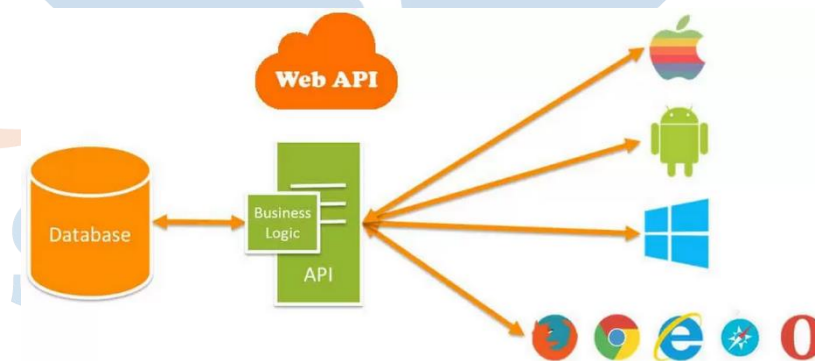 Web API
Database
Business
Logic
API